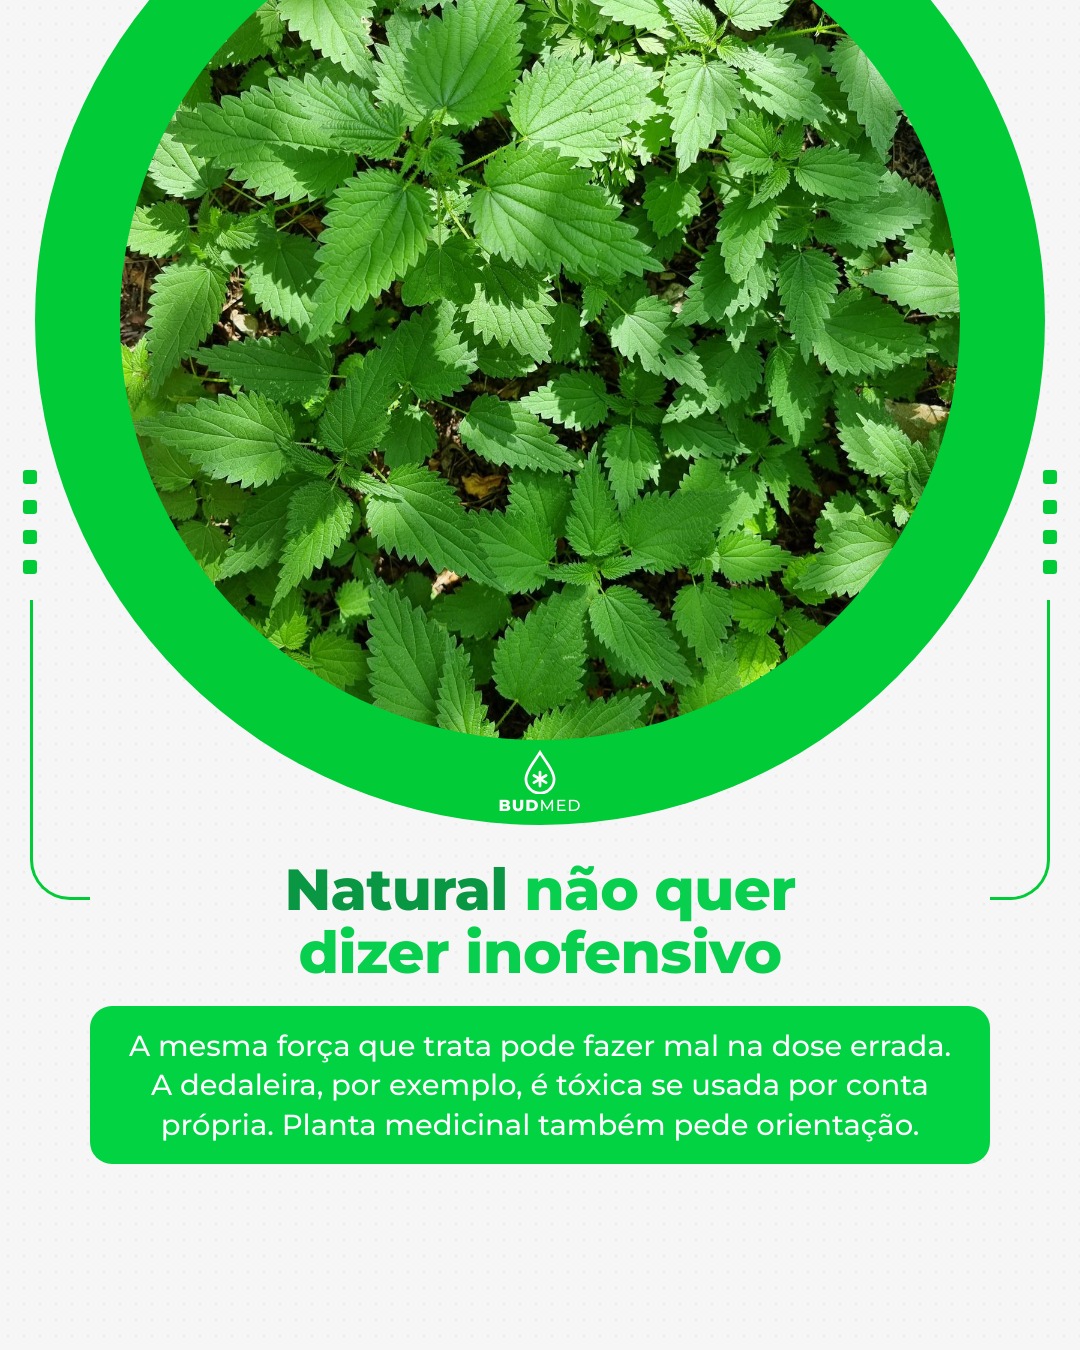 BUDMED
Natural não quer
dizer inofensivo
A mesma força que trata pode fazer mal na dose errada.
A dedaleira, por exemplo, é tóxica se usada por conta
própria. Planta medicinal também pede orientação.